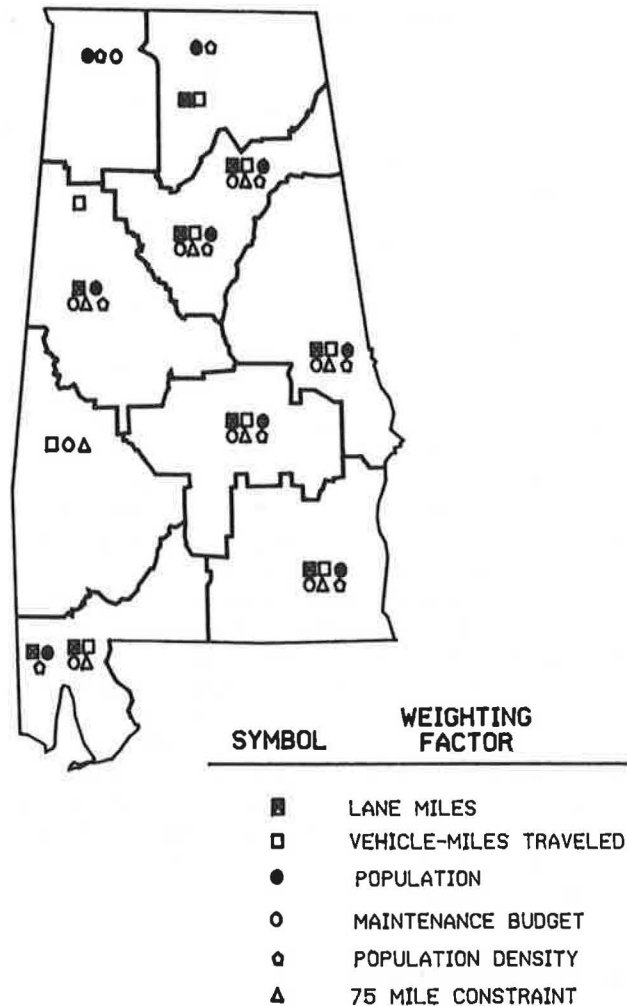 WEIGHTING
SYMBOL FACTOR
LANE MILES
VEHICLE-MILES TRAVELED
POPULATION
MAINTENANCE BUDGET
POPULATION DENSITY
75 MILE CONSTRAINT